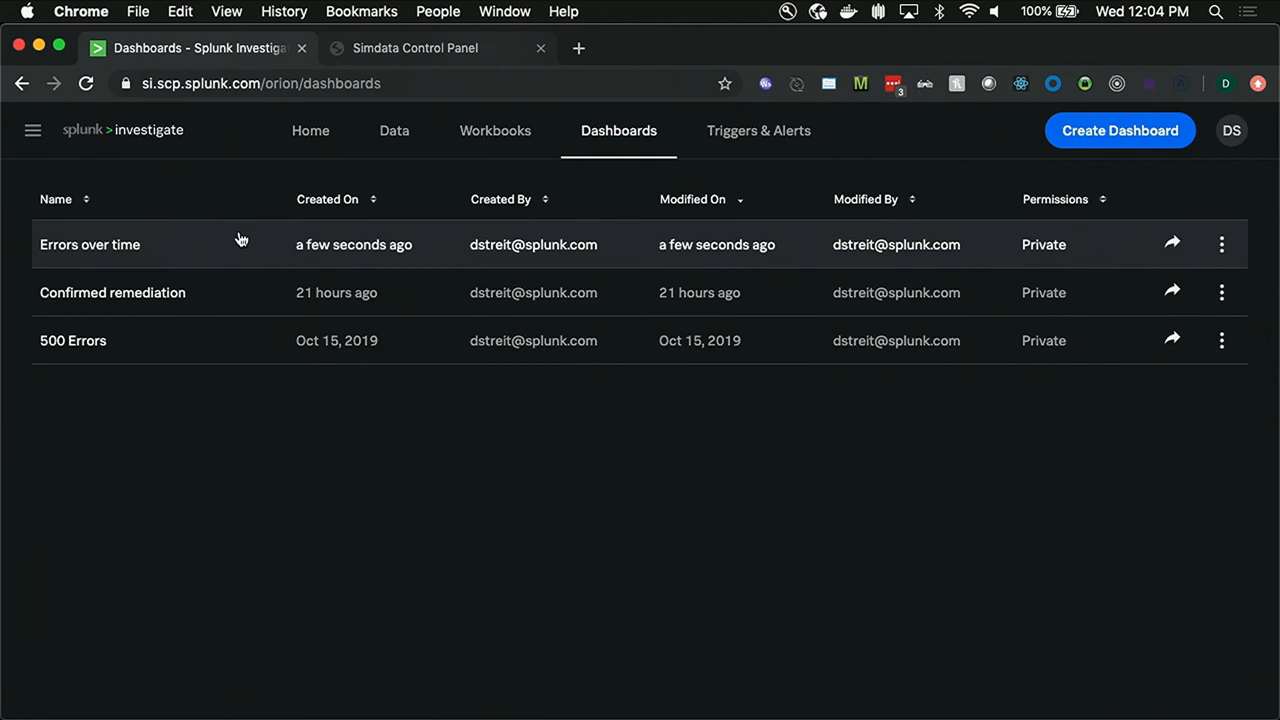 Chrome File Edit View History Bookmarks People Window Help 100% Wed 12:04 PM
Dashboards - Splunk Investiga Simdata Control Panel
si.scp.splunk.com/orion/dashboards 3 D
splunk>investigate Home Data Workbooks Dashboards Triggers & Alerts Create Dashboard DS
Name Created On Created By Modified On Modified By Permissions
Errors over time a few seconds ago dstreit@splunk.com a few seconds ago dstreit@splunk.com Private
Confirmed remediation 21 hours ago dstreit@splunk.com 21 hours ago dstreit@splunk.com Private
500 Errors Oct 15, 2019 dstreit@splunk.com Oct 15, 2019 dstreit@splunk.com Private